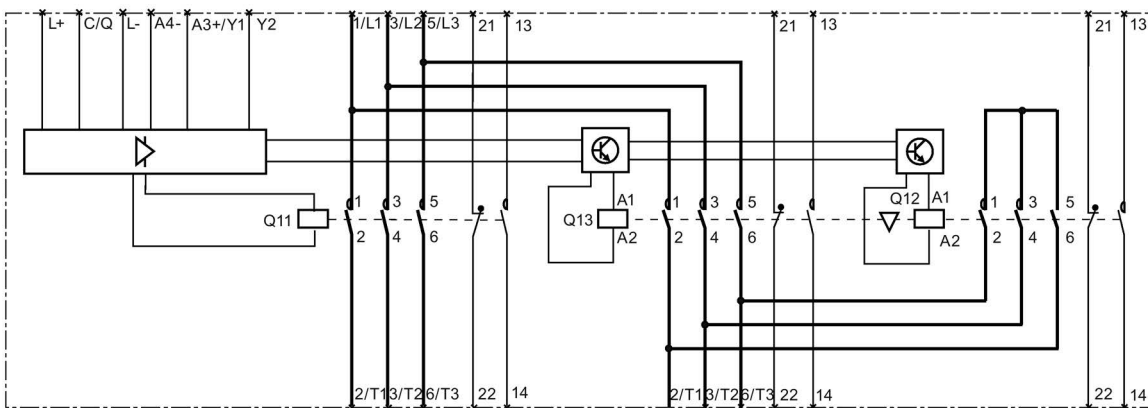 L+ C/Q L- A4- A3+/Y1 Y2 1/L1 3/L2 5/L3 21 13 21 13 21 13
Q11 1 3 5 Q13 A1 1 3 5 Q12 A1 1 3 5
2 4 6 A2 2 4 6 A2 2 4 6
2/T1 3/T2 6/T3 22 14 2/T1 3/T2 6/T3 22 14 22 14